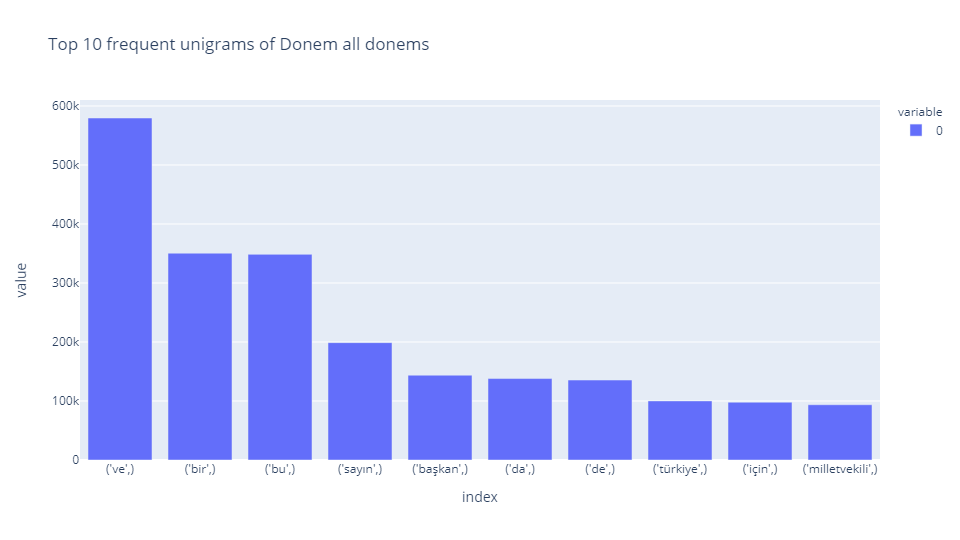 Top 10 frequent unigrams of Donem all donems
variable
0
600k
500k
400k
300k
200k
100k
0
value
('ve',) ('bir',) ('bu',) ('sayın',) ('başkan',) ('da',) ('de',) ('türkiye',) ('için',) ('milletvekili',)
index